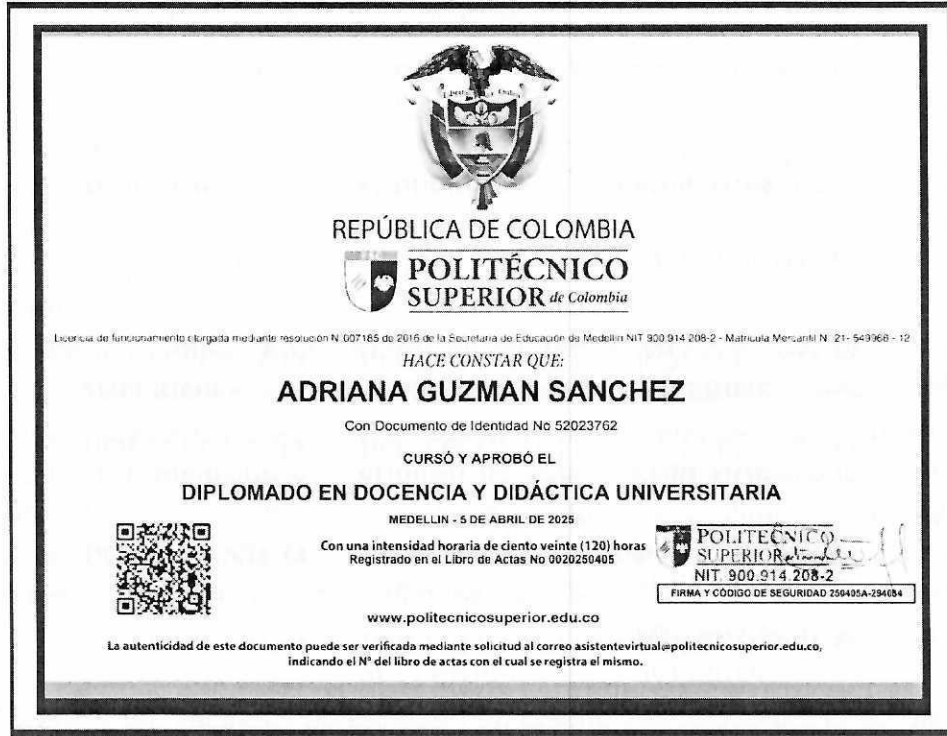 REPÚBLICA DE COLOMBIA
POLITÉCNICO
SUPERIOR de Colombia
Licencia de funcionamiento otorgada mediante resolución N.007185 de 2016 de la Secretaría de Educación de Medellín NIT 900.914.208-2 - Matrícula Mercantil N. 21- 549968 - 12
HACE CONSTAR QUE:
ADRIANA GUZMAN SANCHEZ
Con Documento de Identidad No 52023762
CURSÓ Y APROBÓ EL
DIPLOMADO EN DOCENCIA Y DIDÁCTICA UNIVERSITARIA
MEDELLIN - 5 DE ABRIL DE 2025
Con una intensidad horaria de ciento veinte (120) horas
Registrado en el Libro de Actas No 0020250405
POLITÉCNICO
SUPERIOR
NIT. 900.914.208-2
FIRMA Y CÓDIGO DE SEGURIDAD 250405A-294084
www.politecnicosuperior.edu.co
La autenticidad de este documento puede ser verificada mediante solicitud al correo asistentevirtual@politecnicosuperior.edu.co,
indicando el Nº del libro de actas con el cual se registra el mismo.